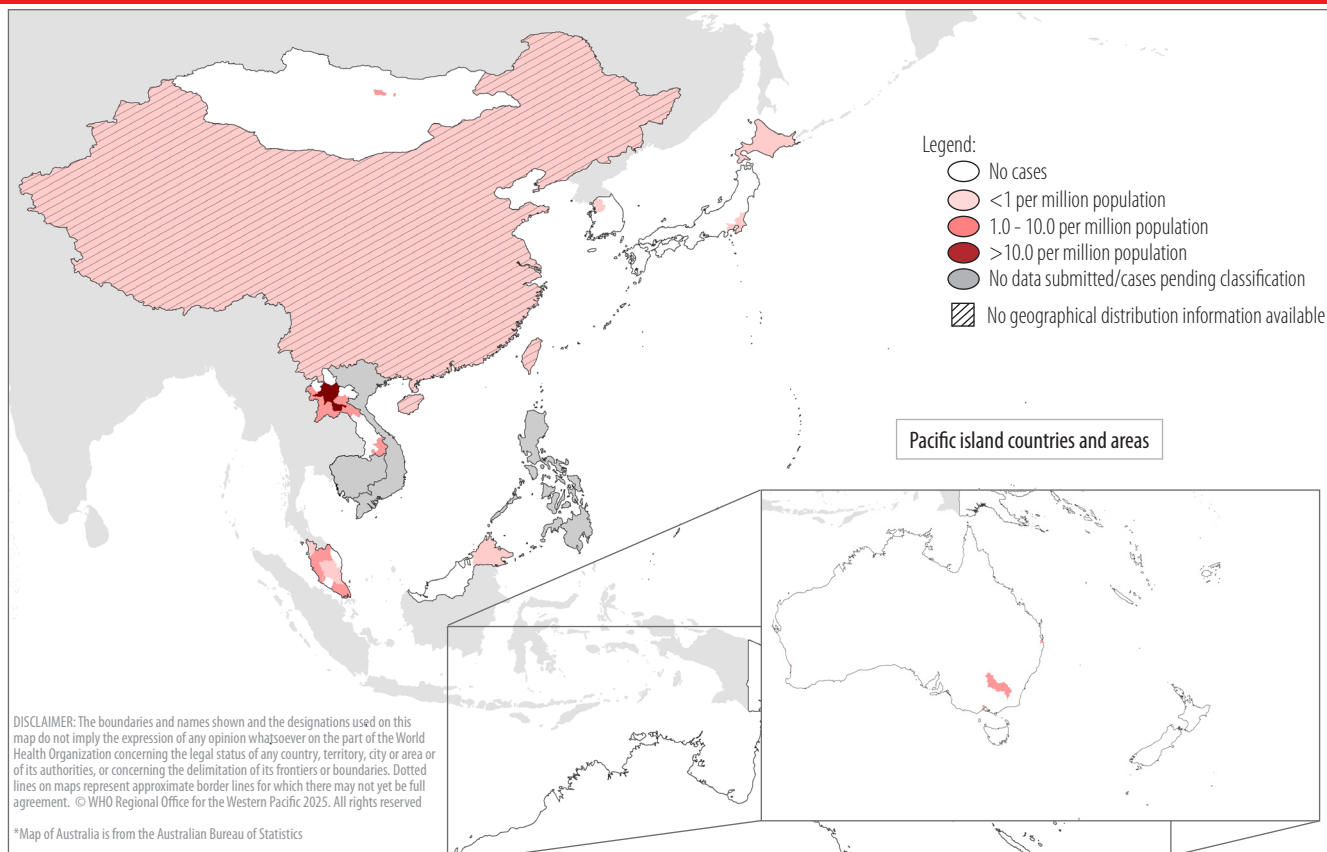 Legend:
No cases
<1 per million population
1.0 - 10.0 per million population
>10.0 per million population
No data submitted/cases pending classification
No geographical distribution information available
Pacific island countries and areas
DISCLAIMER: The boundaries and names shown and the designations used on this
map do not imply the expression of any opinion whatsoever on the part of the World
Health Organization concerning the legal status of any country, territory, city or area or
of its authorities, or concerning the delimitation of its frontiers or boundaries. Dotted
lines on maps represent approximate border lines for which there may not yet be full
agreement. © WHO Regional Office for the Western Pacific 2025. All rights reserved
*Map of Australia is from the Australian Bureau of Statistics